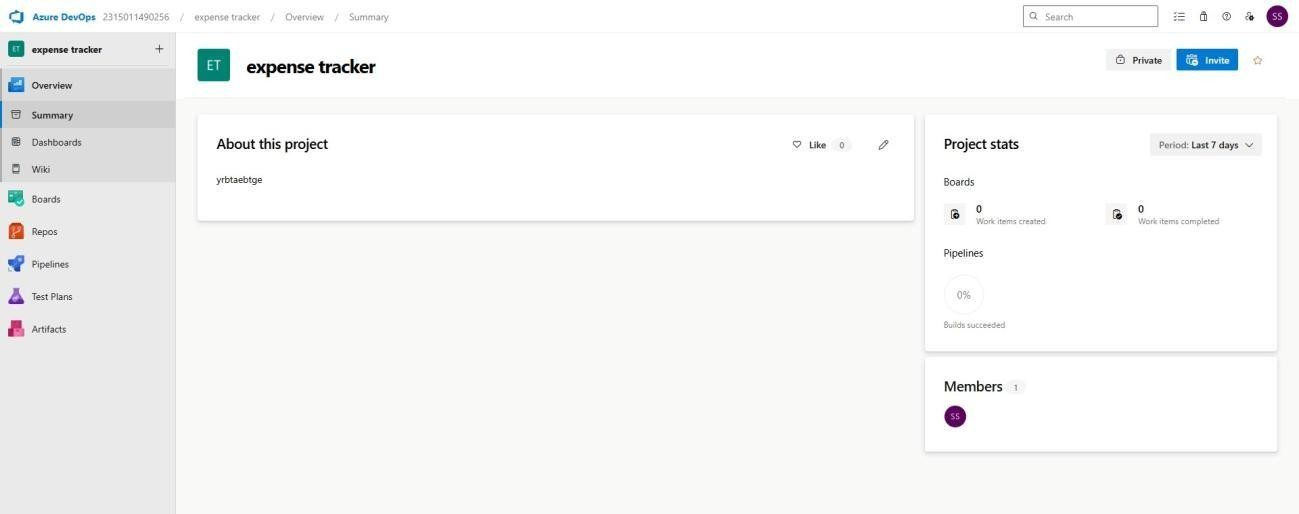 Azure DevOps 2315011490256 / expense tracker / Overview / Summary Search SS
ET expense tracker +
Overview
Summary
Dashboards
Wiki
Boards
Repos
Pipelines
Test Plans
Artifacts
ET expense tracker
Private Invite
About this project
Like 0
yrbtaebtge
Project stats
Period: Last 7 days
Boards
0
Work items created
0
Work items completed
Pipelines
0%
Builds succeeded
Members 1
SS